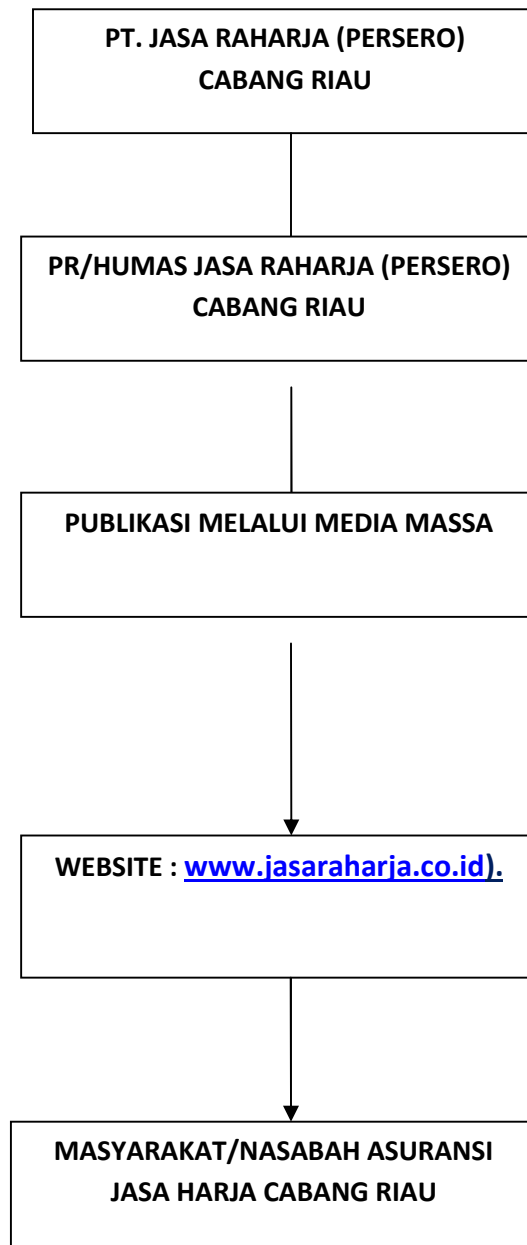 PT. JASA RAHARJA (PERSERO)
CABANG RIAU
PR/HUMAS JASA RAHARJA (PERSERO)
CABANG RIAU
PUBLIKASI MELALUI MEDIA MASSA
WEBSITE : www.jasaraharja.co.id).
MASYARAKAT/NASABAH ASURANSI
JASA HARJA CABANG RIAU